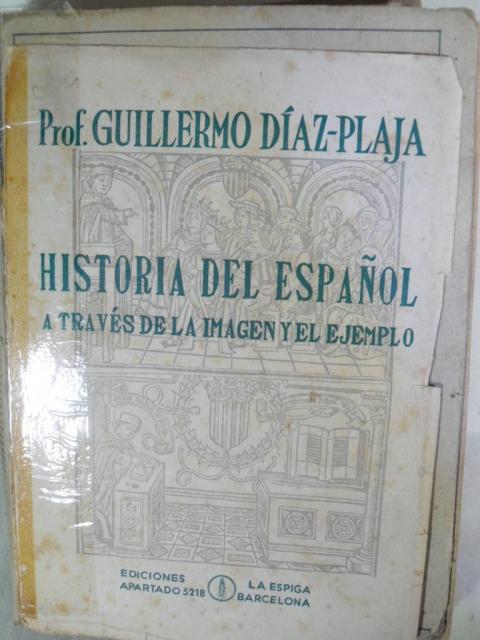 Prof. GUILLERMO DÍAZ-PLAJA
HISTORIA DEL ESPAÑOL
A TRAVÉS DE LA IMAGEN Y EL EJEMPLO
EDICIONES LA ESPIGA
APARTADO 5218 BARCELONA